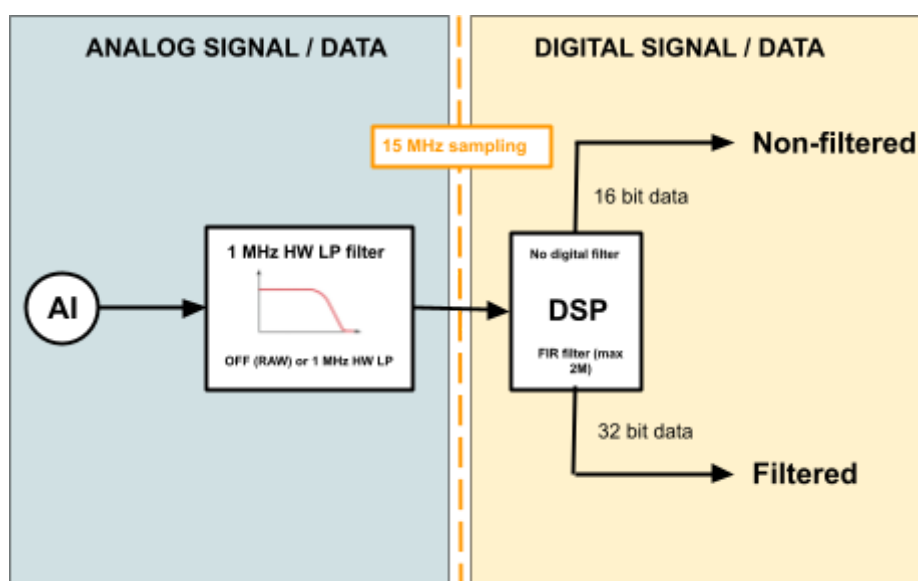 ANALOG SIGNAL / DATA
DIGITAL SIGNAL / DATA
15 MHz sampling
Non-filtered
16 bit data
1 MHz HW LP filter
No digital filter
AI
DSP
OFF (RAW) or 1 MHz HW LP
FIR filter (max
2M)
32 bit data
Filtered